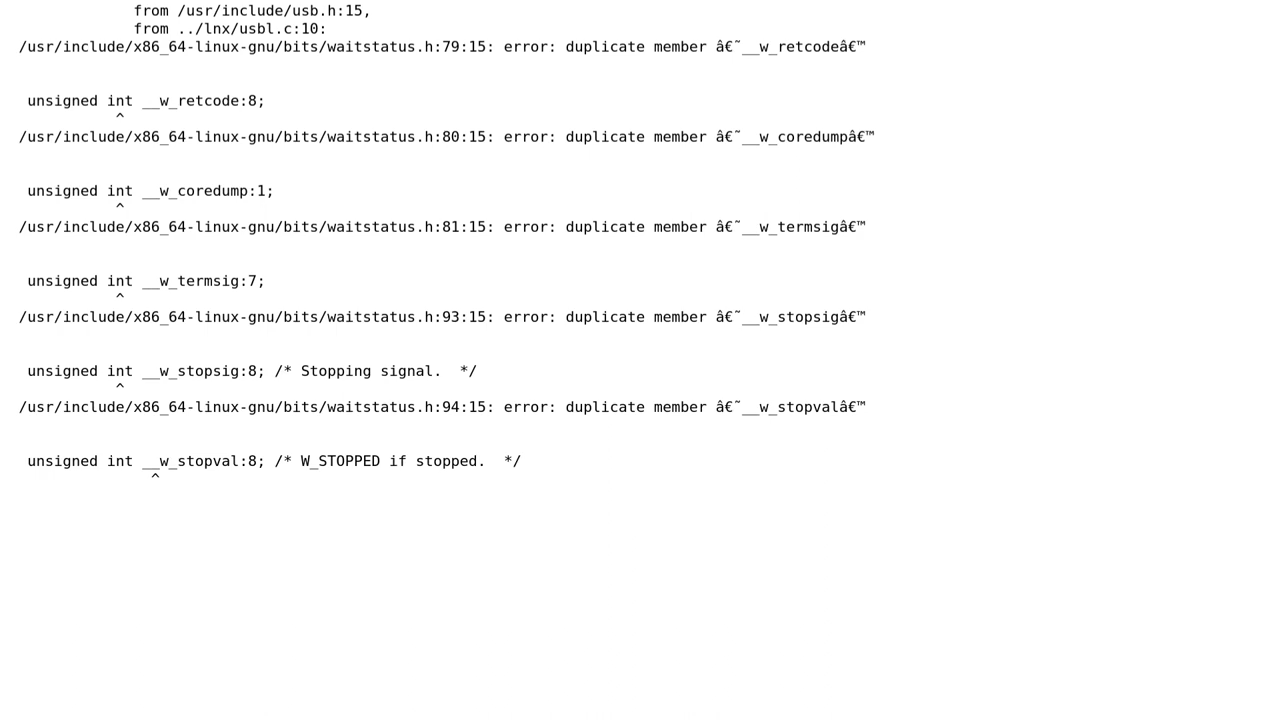 from /usr/include/usb.h:15,
from ../lnx/usbl.c:10:
/usr/include/x86_64-linux-gnu/bits/waitstatus.h:79:15: error: duplicate member â€˜__w_retcodeâ€™
unsigned int __w_retcode:8;
^
/usr/include/x86_64-linux-gnu/bits/waitstatus.h:80:15: error: duplicate member â€˜__w_coredumpâ€™
unsigned int __w_coredump:1;
^
/usr/include/x86_64-linux-gnu/bits/waitstatus.h:81:15: error: duplicate member â€˜__w_termsigâ€™
unsigned int __w_termsig:7;
^
/usr/include/x86_64-linux-gnu/bits/waitstatus.h:93:15: error: duplicate member â€˜__w_stopsigâ€™
unsigned int __w_stopsig:8; /* Stopping signal.  */
^
/usr/include/x86_64-linux-gnu/bits/waitstatus.h:94:15: error: duplicate member â€˜__w_stopvalâ€™
unsigned int __w_stopval:8; /* W_STOPPED if stopped.  */
^